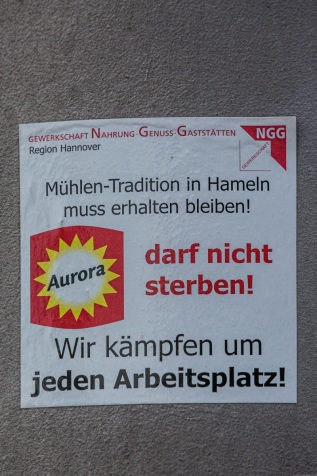 GEWERKSCHAFT NAHRUNG-GENUSS-GASTSTÄTTEN NGG
Region Hannover
Mühlen-Tradition in Hameln
muss erhalten bleiben!
Aurora
darf nicht
sterben!
Wir kämpfen um
jeden Arbeitsplatz!